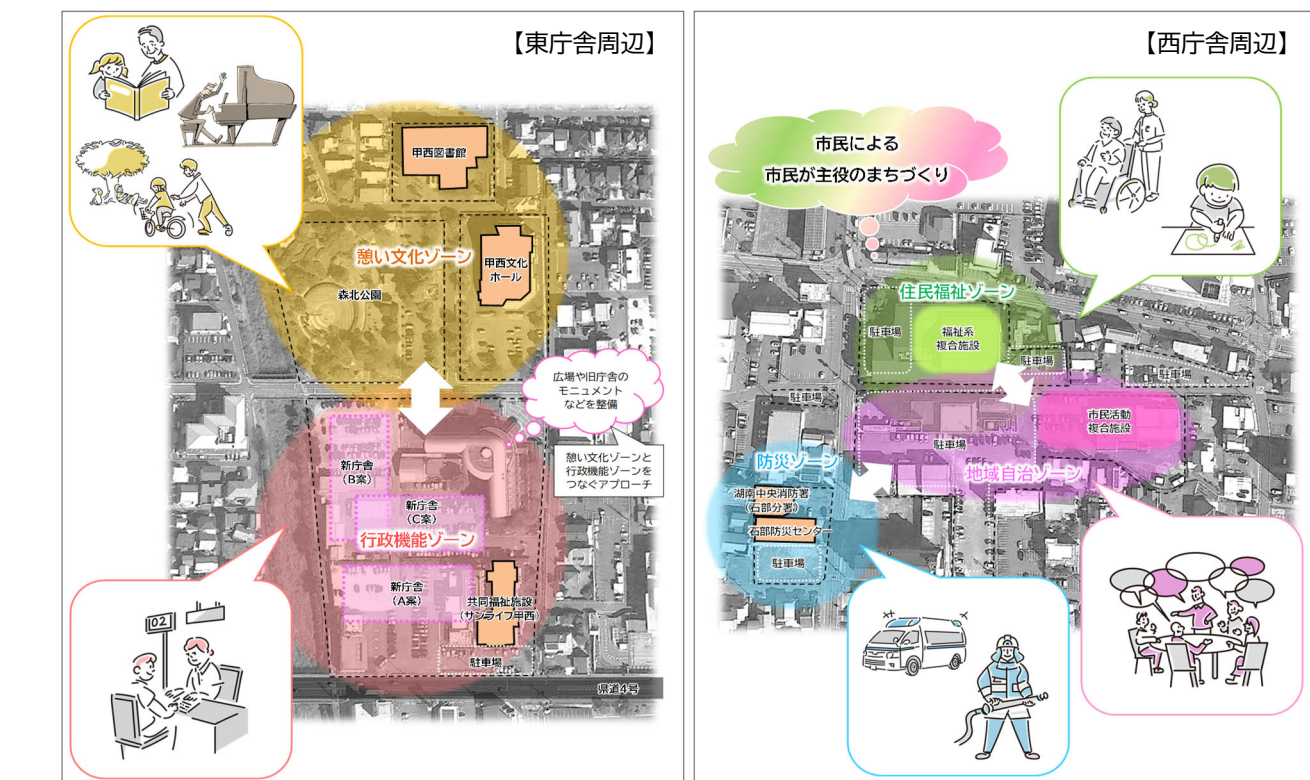 【東庁舎周辺】
甲西図書館
憩い文化ゾーン
甲西文化
ホール
森北公園
広場や旧庁舎の
モニュメント
などを整備
憩い文化ゾーンと
行政機能ゾーンを
つなぐアプローチ
新庁舎
(B案)
新庁舎
(C案)
行政機能ゾーン
新庁舎
(A案)
共同福祉施設
(サンライフ甲西)
駐車場
県道4号
102
【西庁舎周辺】
市民による
市民が主役のまちづくり
住民福祉ゾーン
駐車場
福祉系
複合施設
駐車場
駐車場
駐車場
市民活動
複合施設
駐車場
地域自治ゾーン
防災ゾーン
湖南中央消防署
(石部分署)
石部防災センター
駐車場